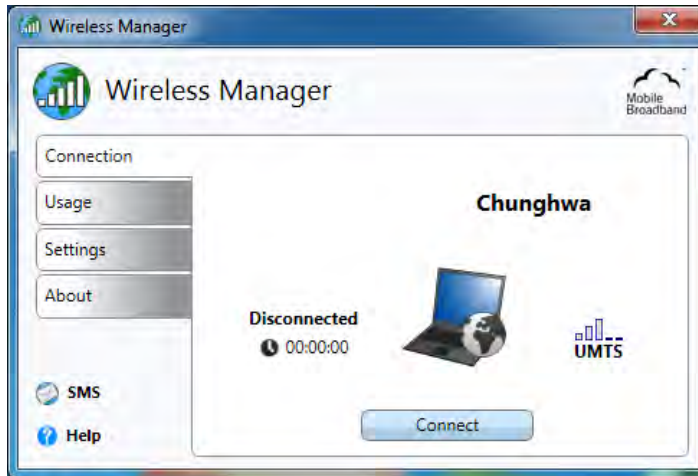 Wireless Manager
Wireless Manager
Mobile
Broadband
Connection
Usage
Settings
About
SMS
Help
Chunghwa
Disconnected
00:00:00
UMTS
Connect